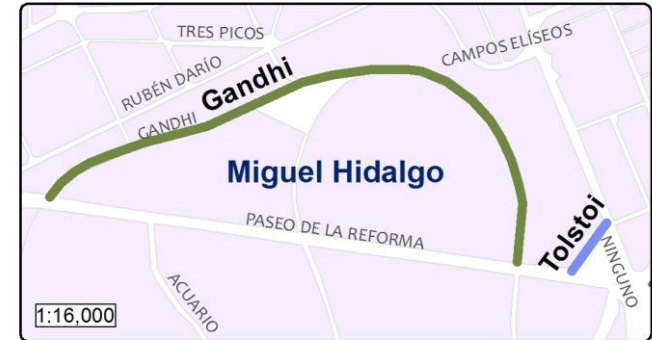 TRES PICOS
CAMPOS ELÍSEOS
RUBÉN DARÍO
Gandhi
GANDHI
Miguel Hidalgo
PASEO DE LA REFORMA
Tolstoi
NINGUNO
ACUARIO
1:16,000